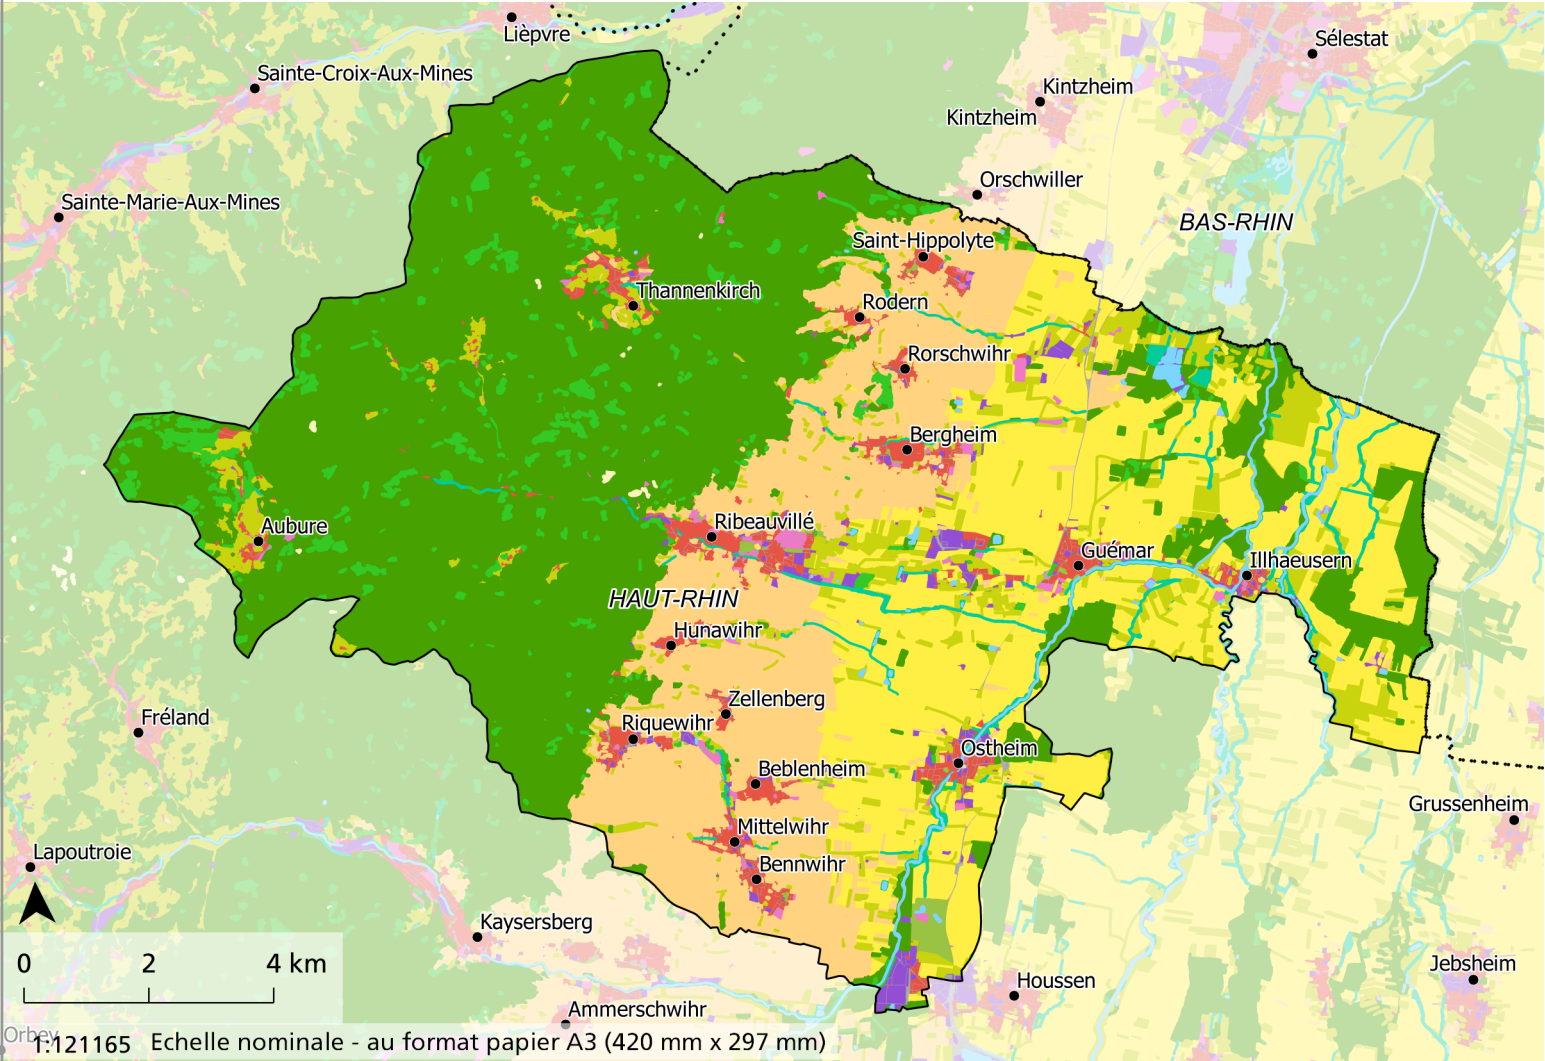 Lièpvre
Sélestat
Sainte-Croix-Aux-Mines
Kintzheim
Kintzheim
Orschwiller
Sainte-Marie-Aux-Mines
BAS-RHIN
Saint-Hippolyte
Thannenkirch
Rodern
Rorschwihr
Bergheim
Aubure
Ribeauvillé
Guémar
Illhaeusern
HAUT-RHIN
Hunawihr
Zellenberg
Fréland
Riquewihr
Ostheim
Beblenheim
Grussenheim
Mittelwihr
Lapoutroie
Bennwihr
Kaysersberg
0 2 4 km
Jebsheim
Houssen
Ammerschwihr
Orbey
1:121165 Echelle nominale - au format papier A3 (420 mm x 297 mm)